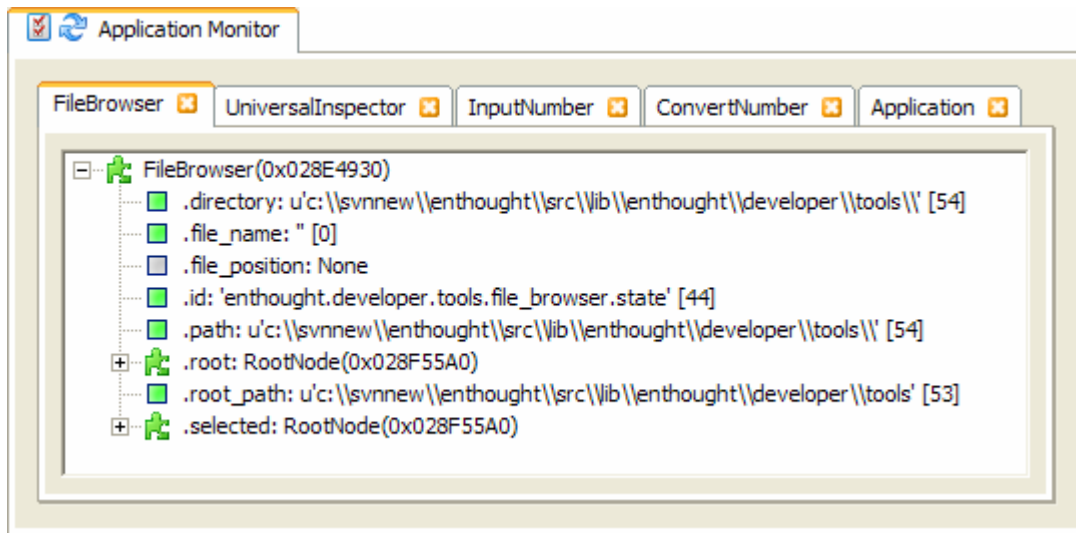 Application Monitor
FileBrowser UniversalInspector InputNumber ConvertNumber Application
FileBrowser(0x028E4930)
.directory: u'c:\\svnnew\\enthought\\src\\lib\\enthought\\developer\\tools\\' [54]
.file_name: '' [0]
.file_position: None
.id: 'enthought.developer.tools.file_browser.state' [44]
.path: u'c:\\svnnew\\enthought\\src\\lib\\enthought\\developer\\tools\\' [54]
.root: RootNode(0x028F55A0)
.root_path: u'c:\\svnnew\\enthought\\src\\lib\\enthought\\developer\\tools' [53]
.selected: RootNode(0x028F55A0)